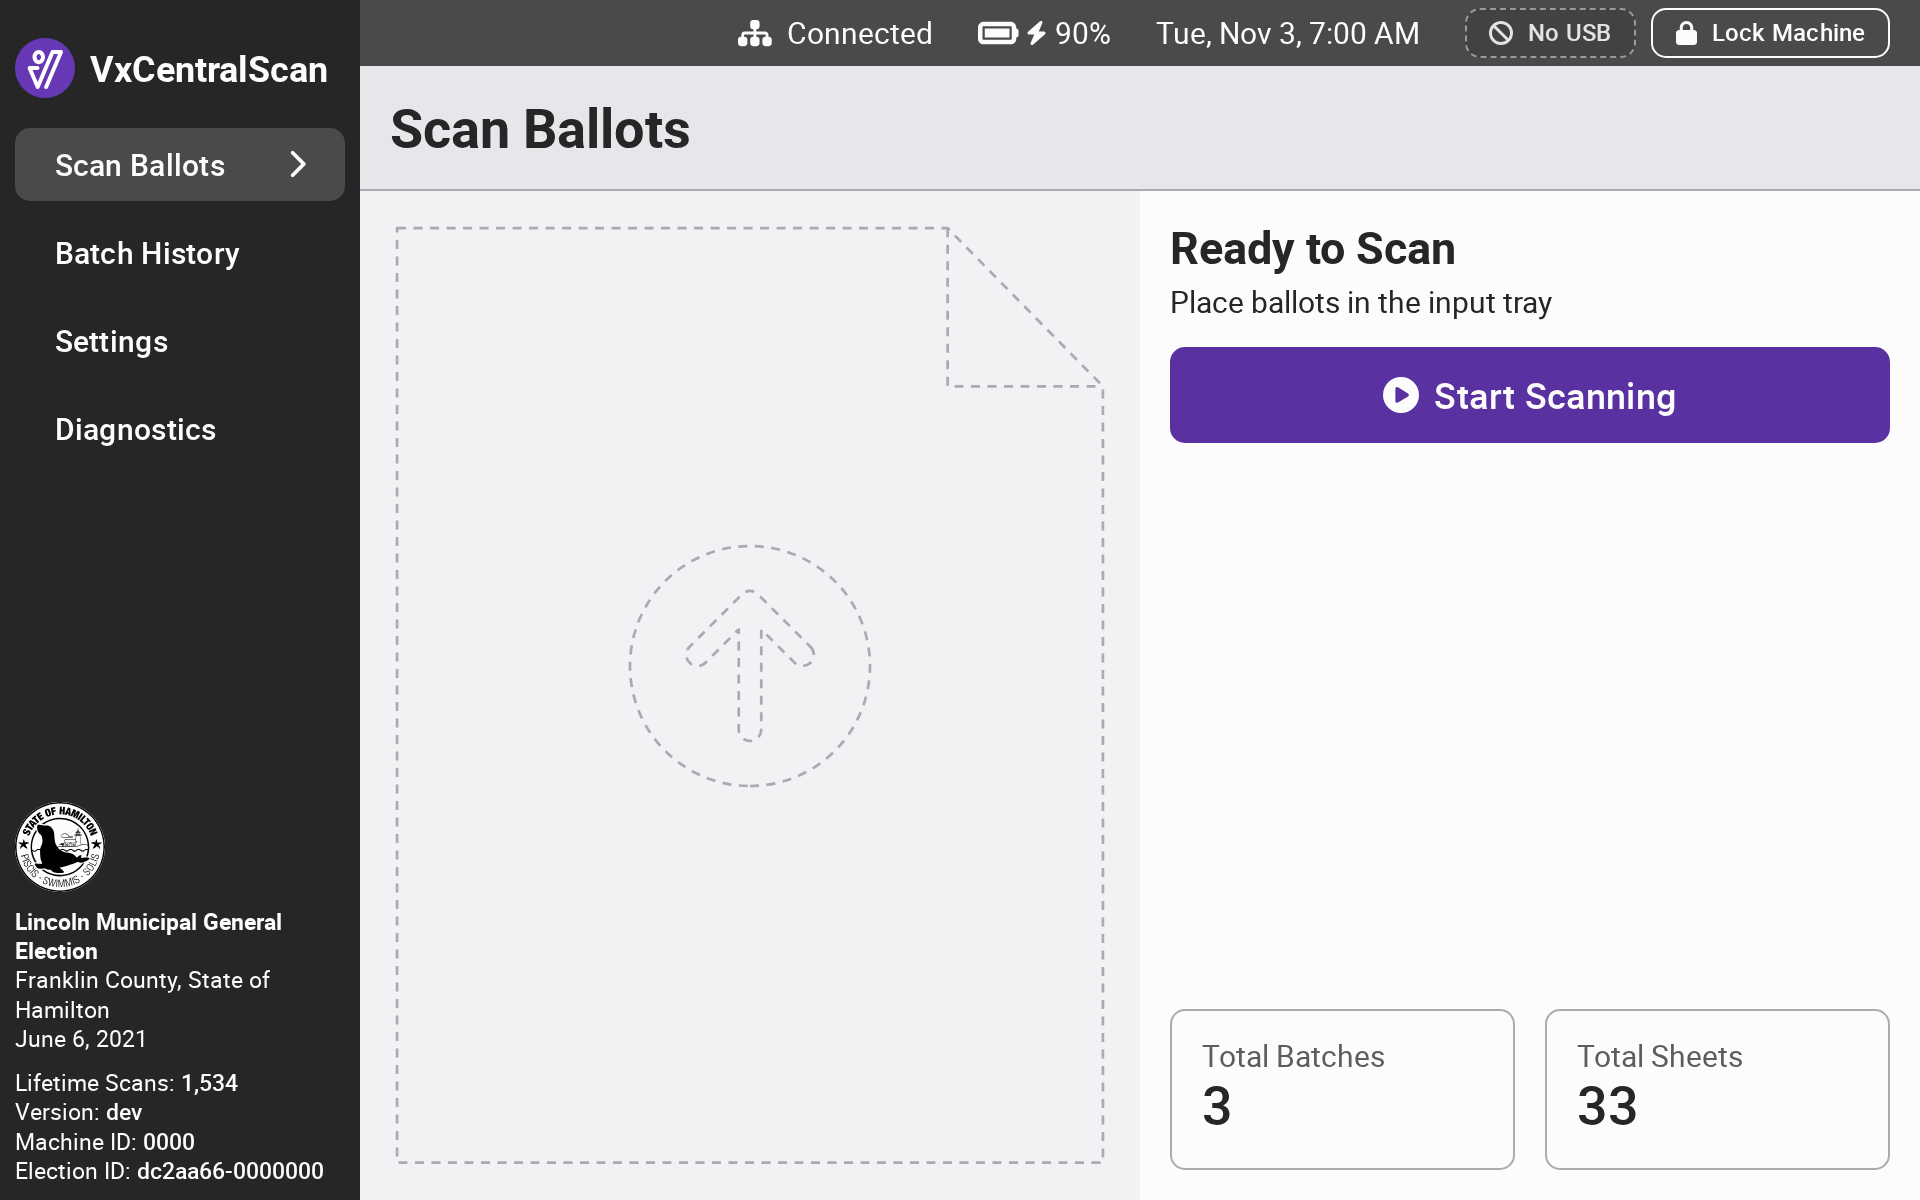 VxCentralScan
Connected
90%
Tue, Nov 3, 7:00 AM
No USB
Lock Machine
Scan Ballots
Batch History
Settings
Diagnostics
STATE OF HAMILTON
PISCIS - SWIMMIS - SOLIS
Lincoln Municipal General
Election
Franklin County, State of
Hamilton
June 6, 2021
Lifetime Scans: 1,534
Version: dev
Machine ID: 0000
Election ID: dc2aa66-0000000
Scan Ballots
Ready to Scan
Place ballots in the input tray
Start Scanning
Total Batches
3
Total Sheets
33